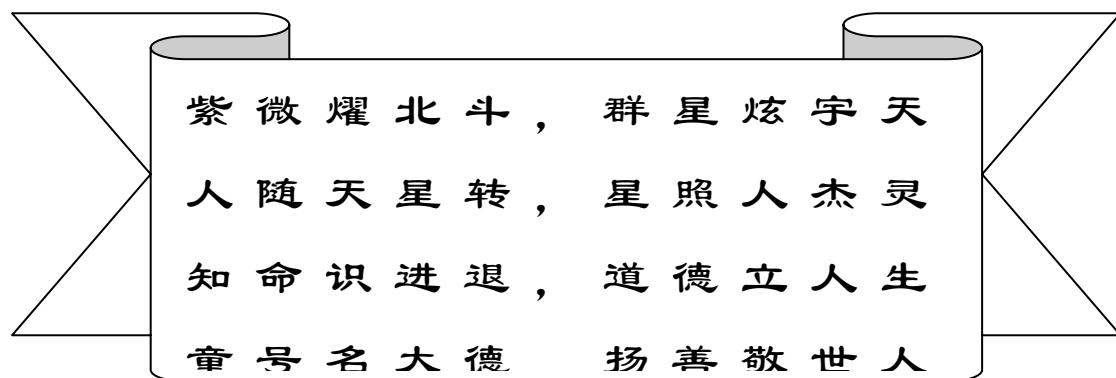 紫微燿北斗，群星炫宇天
人随天星转，星照人杰灵
知命识进退，道德立人生
童号名大德 扬善敬世人